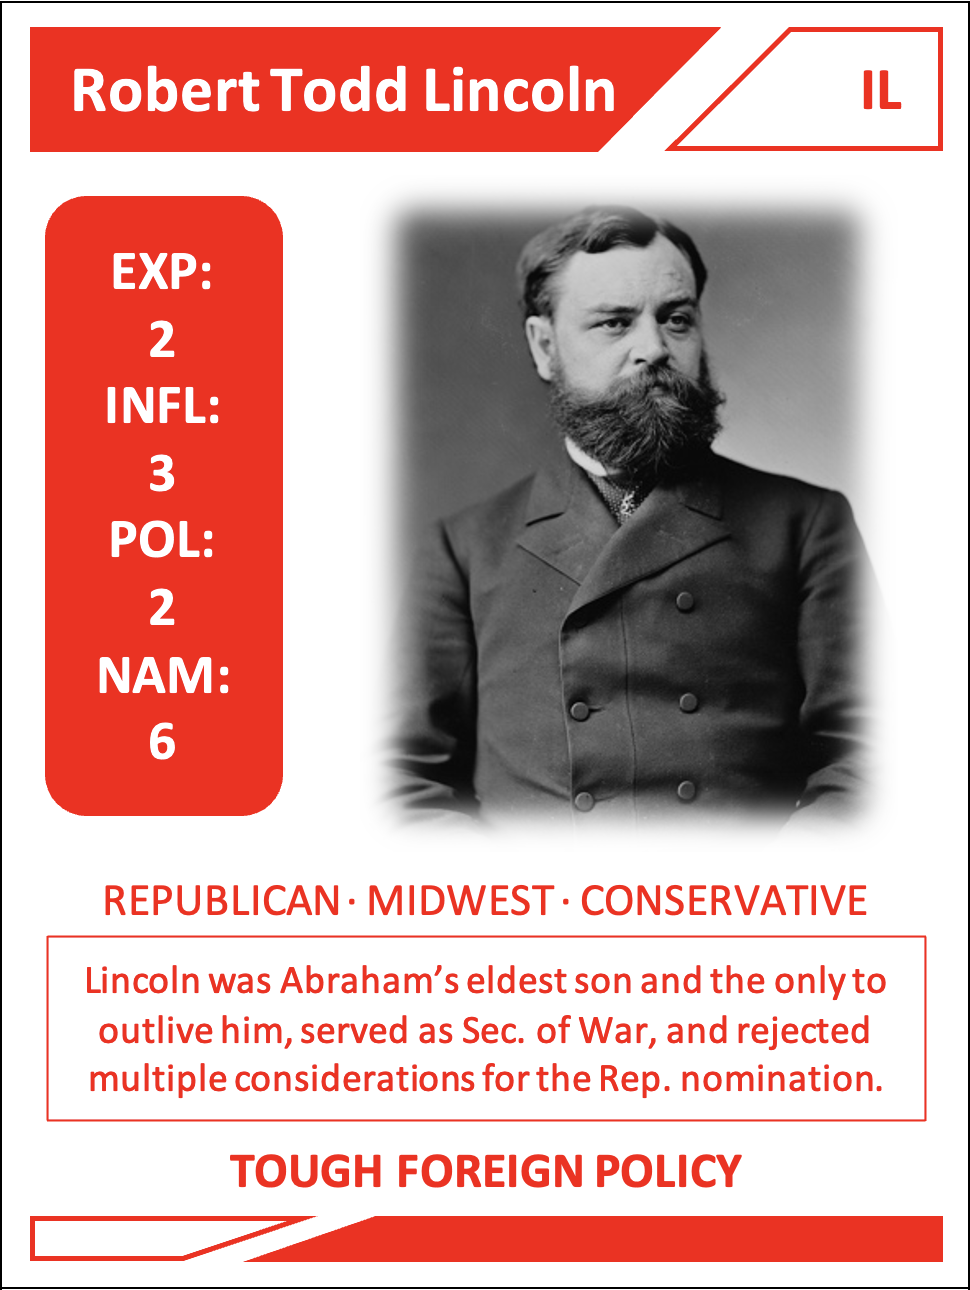 Robert Todd Lincoln
IL
EXP:
2
INFL:
3
POL:
2
NAM:
6
REPUBLICAN · MIDWEST · CONSERVATIVE
Lincoln was Abraham’s eldest son and the only to
outlive him, served as Sec. of War, and rejected
multiple considerations for the Rep. nomination.
TOUGH FOREIGN POLICY